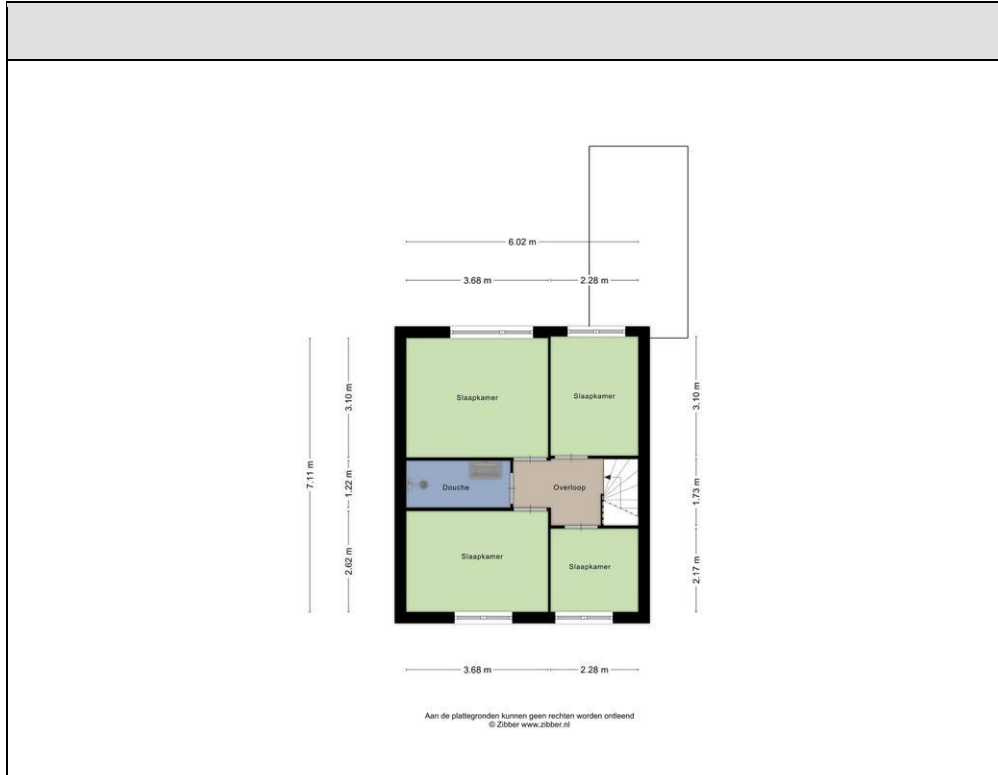 6.02 m
3.68 m
2.28 m
Slaapkamer
Slaapkamer
7.11 m
3.10 m
3.10 m
1.22 m
Douche
Overloop
1.73 m
2.62 m
Slaapkamer
Slaapkamer
2.17 m
3.68 m
2.28 m
Aan de plattegronden kunnen geen rechten worden ontleend
© Zibber www.zibber.nl